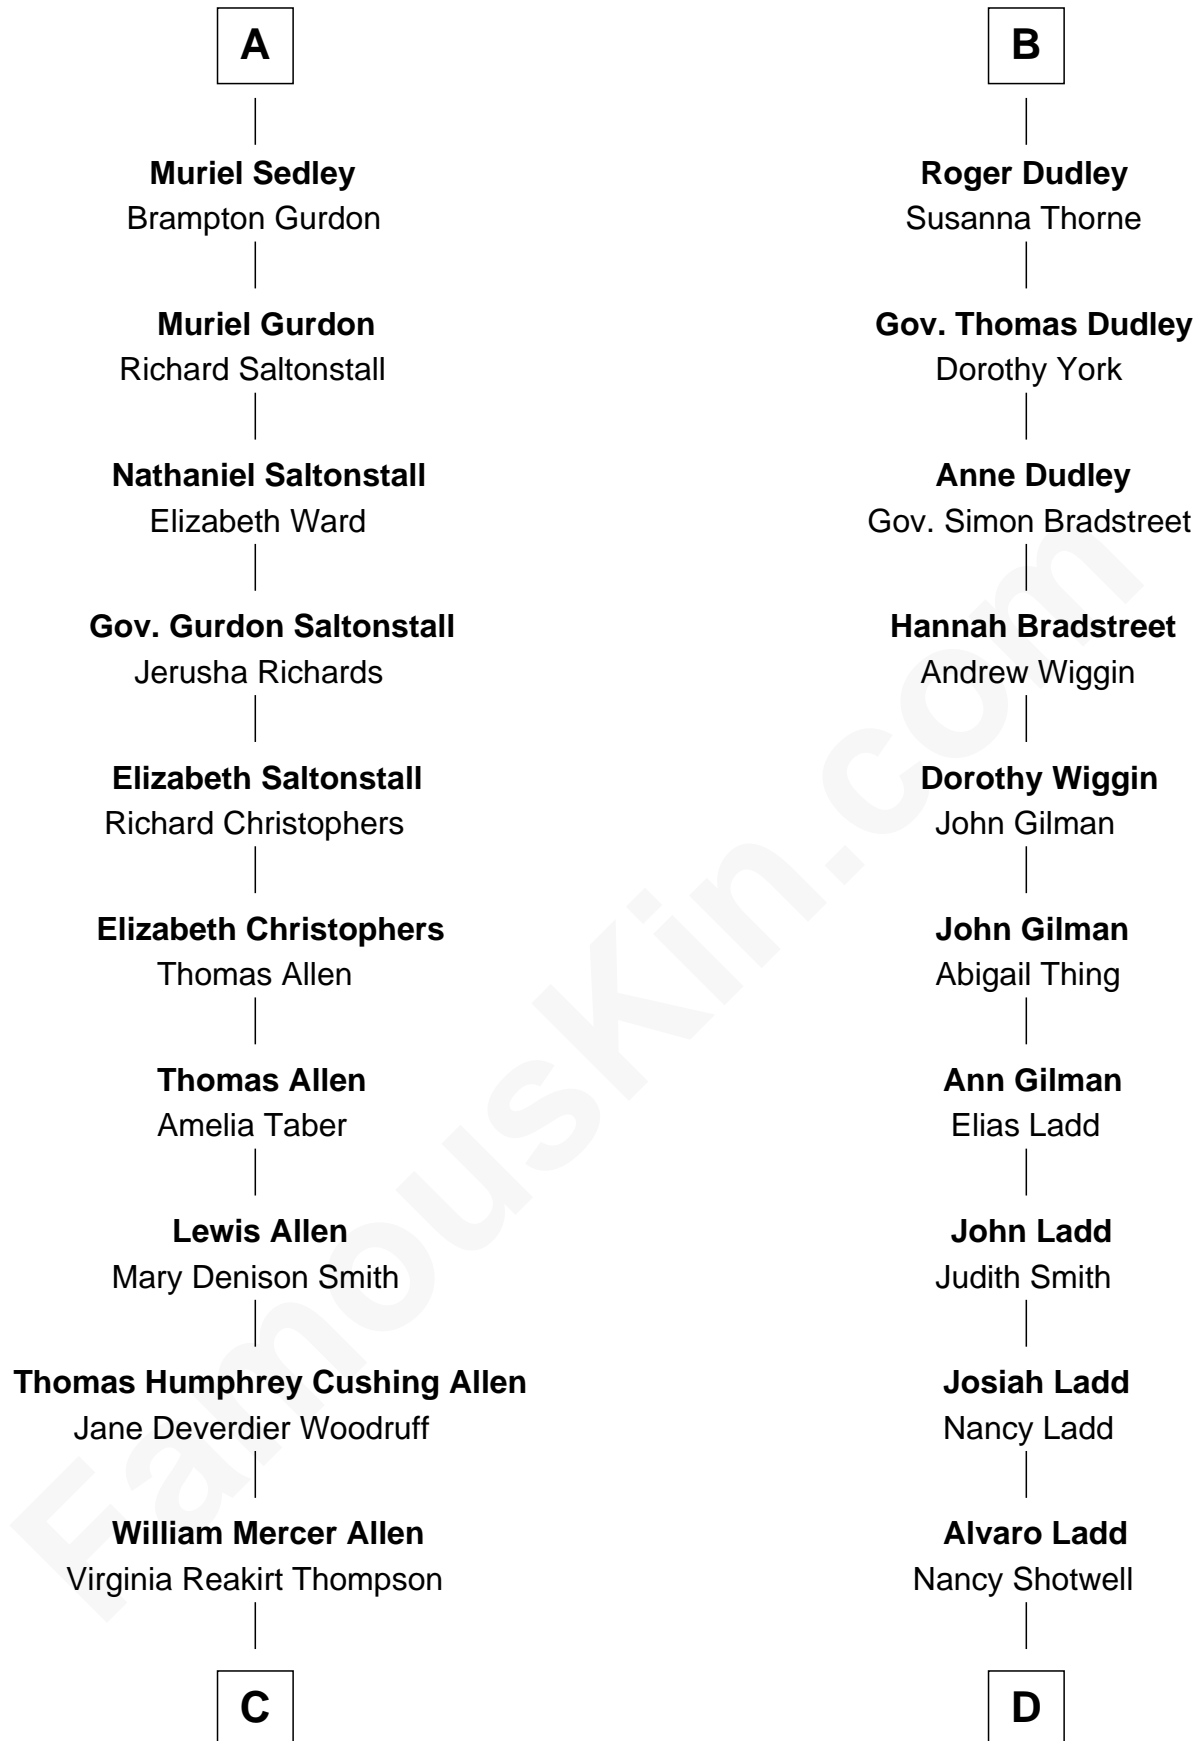 A
Muriel Sedley
Brampton Gurdon
Muriel Gurdon
Richard Saltonstall
Nathaniel Saltonstall
Elizabeth Ward
Gov. Gurdon Saltonstall
Jerusha Richards
Elizabeth Saltonstall
Richard Christophers
Elizabeth Christophers
Thomas Allen
Thomas Allen
Amelia Taber
Lewis Allen
Mary Denison Smith
Thomas Humphrey Cushing Allen
Jane Deverdier Woodruff
William Mercer Allen
Virginia Reakirt Thompson
C
B
Roger Dudley
Susanna Thorne
Gov. Thomas Dudley
Dorothy York
Anne Dudley
Gov. Simon Bradstreet
Hannah Bradstreet
Andrew Wiggin
Dorothy Wiggin
John Gilman
John Gilman
Abigail Thing
Ann Gilman
Elias Ladd
John Ladd
Judith Smith
Josiah Ladd
Nancy Ladd
Alvaro Ladd
Nancy Shotwell
D
FamousKin.com